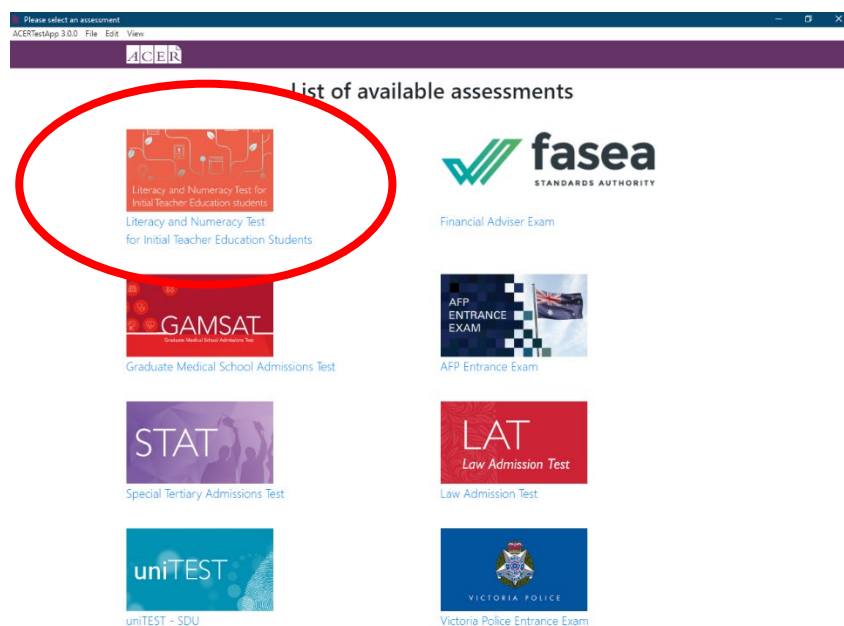 Please select an assessment
ACERTestApp 3.0.0 File Edit View
ACER
List of available assessments
Literacy and Numeracy Test for
Initial Teacher Education students
Literacy and Numeracy Test
for Initial Teacher Education Students
fasea
STANDARDS AUTHORITY
Financial Adviser Exam
GAMSAT
Graduate Medical School Admissions Test
Graduate Medical School Admissions Test
AFP
ENTRANCE
EXAM
AFP Entrance Exam
STAT
Special Tertiary Admissions Test
LAT
Law Admission Test
Law Admission Test
uniTEST
uniTEST - SDU
VICTORIA POLICE
Victoria Police Entrance Exam